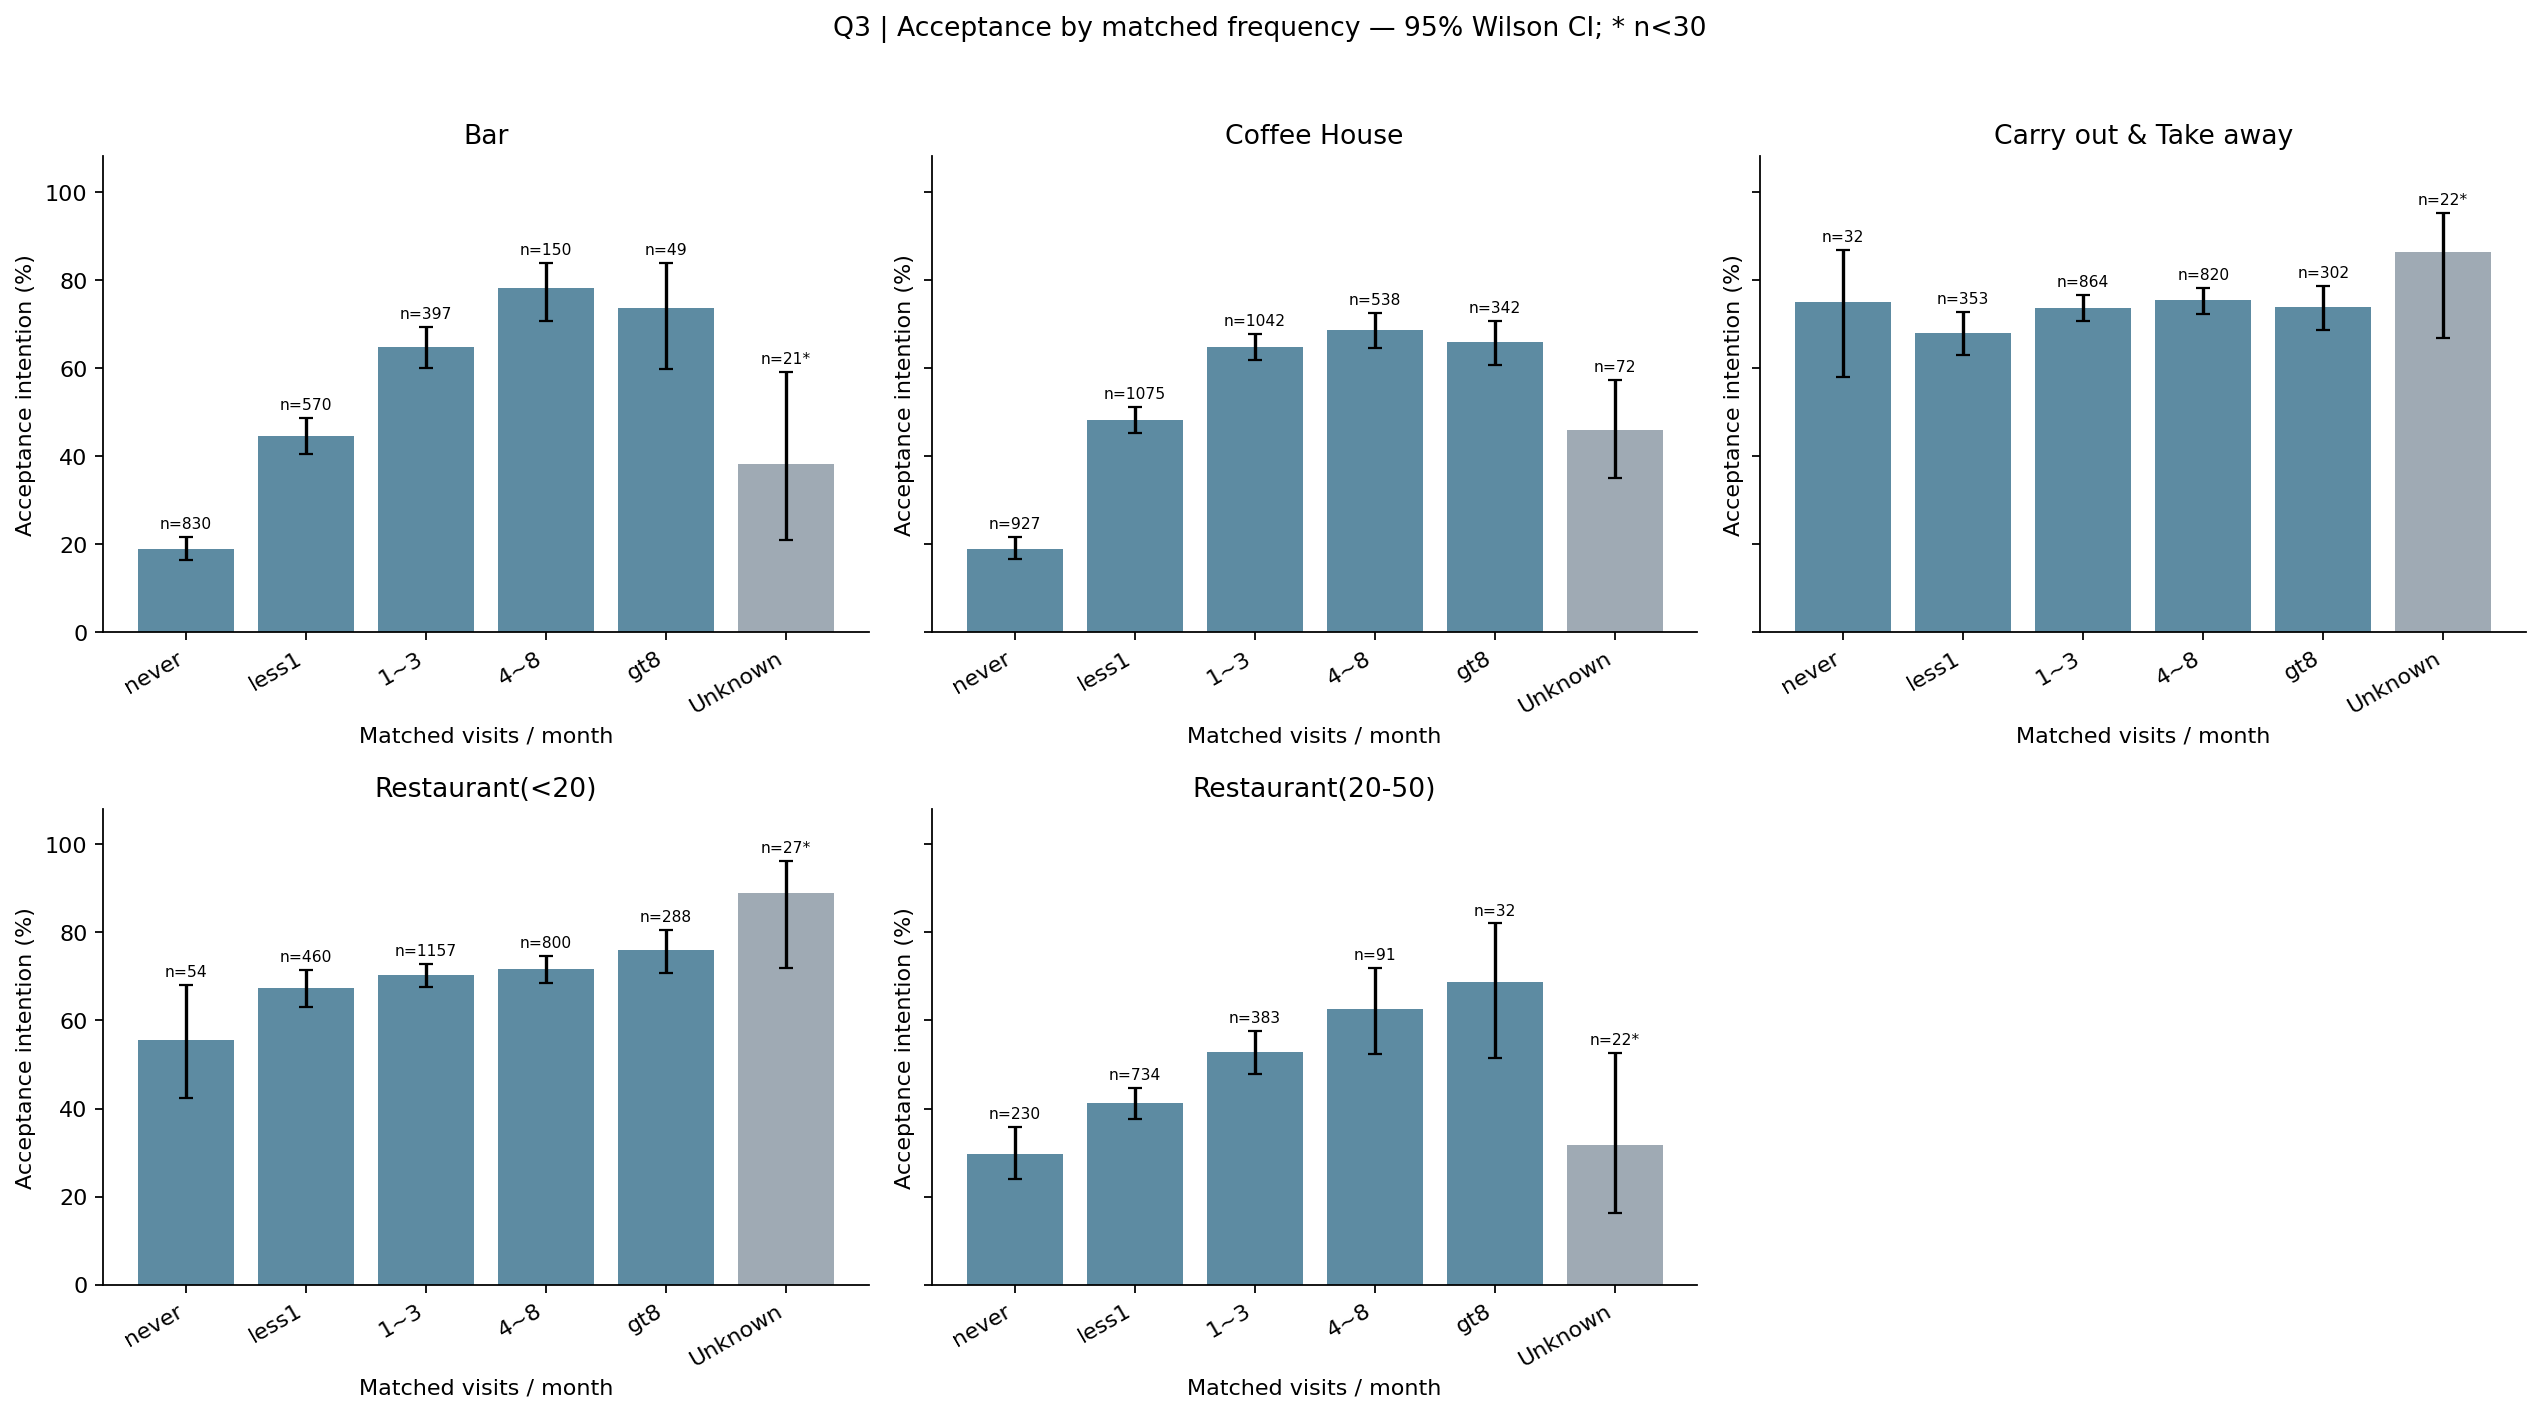 Q3 | Acceptance by matched frequency — 95% Wilson CI; * n<30
Bar
Acceptance intention (%)
100
80
60
40
20
0
n=830
n=570
n=397
n=150
n=49
n=21*
never
less1
1~3
4~8
gt8
Unknown
Matched visits / month
Coffee House
Acceptance intention (%)
n=927
n=1075
n=1042
n=538
n=342
n=72
never
less1
1~3
4~8
gt8
Unknown
Matched visits / month
Carry out & Take away
Acceptance intention (%)
n=32
n=353
n=864
n=820
n=302
n=22*
never
less1
1~3
4~8
gt8
Unknown
Matched visits / month
Restaurant(<20)
Acceptance intention (%)
100
80
60
40
20
0
n=54
n=460
n=1157
n=800
n=288
n=27*
never
less1
1~3
4~8
gt8
Unknown
Matched visits / month
Restaurant(20-50)
Acceptance intention (%)
n=230
n=734
n=383
n=91
n=32
n=22*
never
less1
1~3
4~8
gt8
Unknown
Matched visits / month